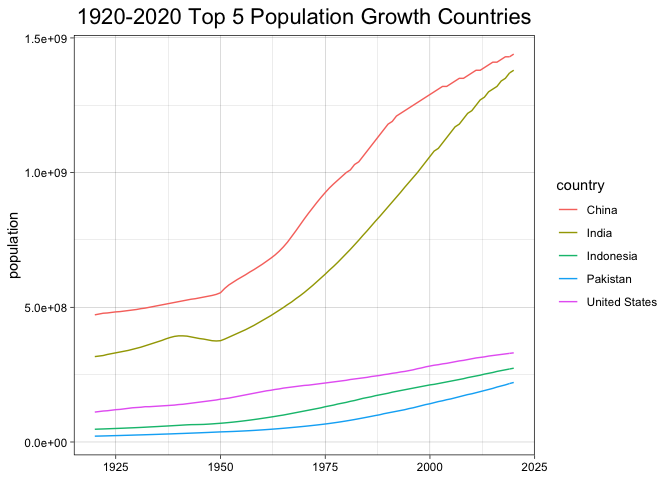 1920-2020 Top 5 Population Growth Countries
1.5e+09
1.0e+09
5.0e+08
0.0e+00
population
1925
1950
1975
2000
2025
country
China
India
Indonesia
Pakistan
United States